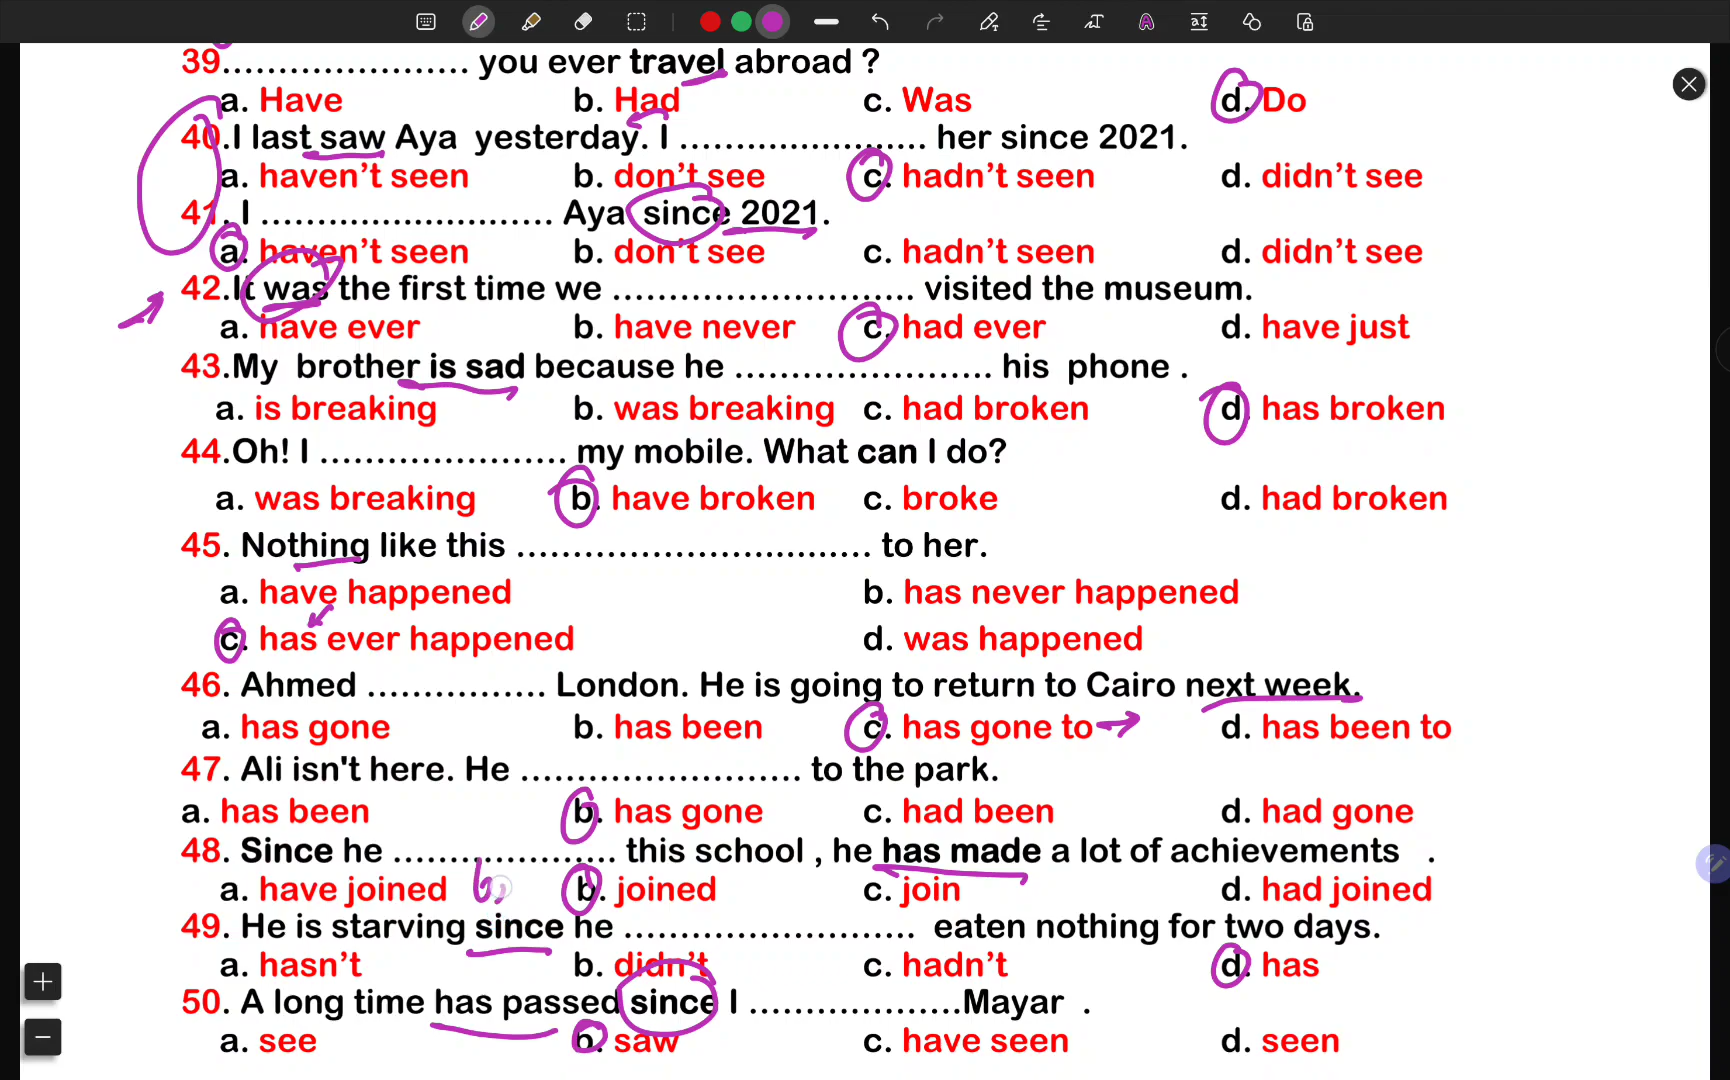 39...................... you ever travel abroad ?
a. Have b. Had c. Was d. Do
40.I last saw Aya yesterday. I ...................... her since 2021.
a. haven't seen b. don't see c. hadn't seen d. didn't see
41. I .......................... Aya since 2021.
a. haven't seen b. don't see c. hadn't seen d. didn't see
42.It was the first time we ........................... visited the museum.
a. have ever b. have never c. had ever d. have just
43.My brother is sad because he ....................... his phone .
a. is breaking b. was breaking c. had broken d. has broken
44.Oh! I ...................... my mobile. What can I do?
a. was breaking b. have broken c. broke d. had broken
45. Nothing like this ................................ to her.
a. have happened b. has never happened
c. has ever happened d. was happened
46. Ahmed ................ London. He is going to return to Cairo next week.
a. has gone b. has been c. has gone to d. has been to
47. Ali isn't here. He ......................... to the park.
a. has been b. has gone c. had been d. had gone
48. Since he .................... this school , he has made a lot of achievements .
a. have joined b. joined c. join d. had joined
49. He is starving since he .......................... eaten nothing for two days.
a. hasn't b. didn't c. hadn't d. has
50. A long time has passed since I ...................Mayar .
a. see b. saw c. have seen d. seen